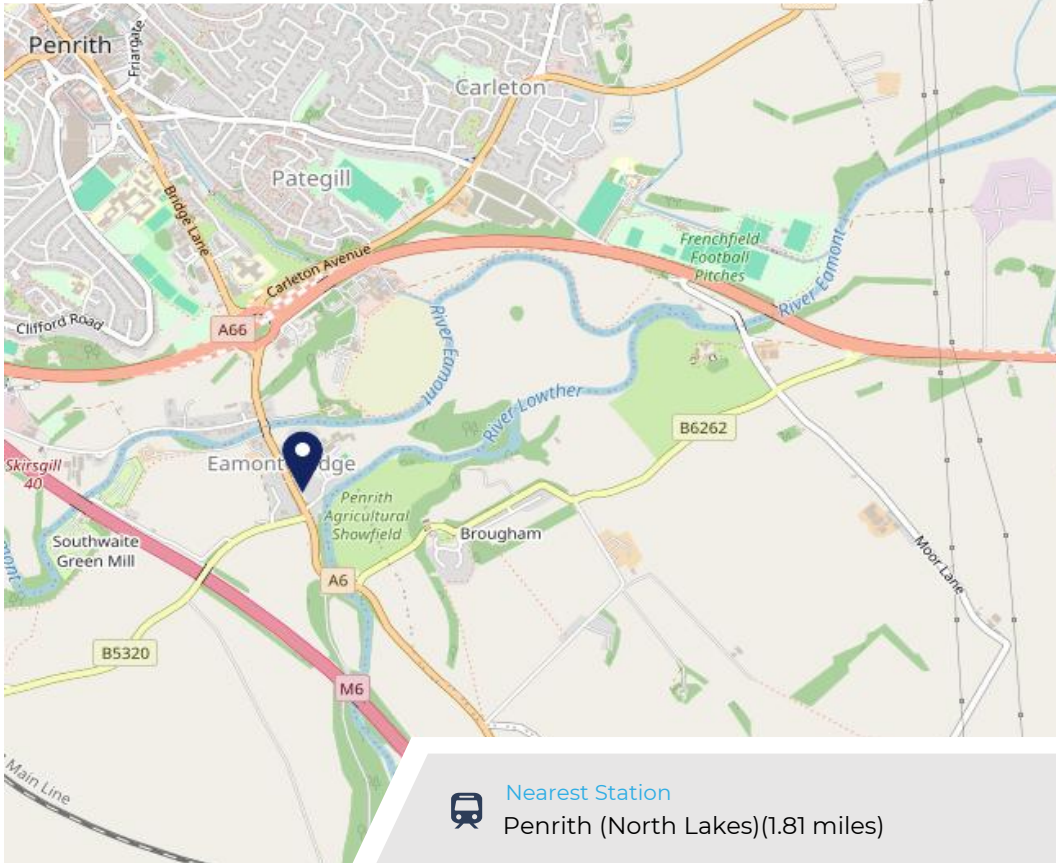 Penrith
Friargate
Carleton
Pategill
Bridge Lane
Frenchfield
Football
Pitches
Carleton Avenue
River Eamont
Clifford Road
A66
River Eamont
River Lowther
B6262
Skirsgill
40
Penrith
Agricultural
Showfield
Brougham
Southwaite
Green Mill
Moor Lane
A6
B5320
M6
Main Line
Nearest Station
Penrith (North Lakes)(1.81 miles)